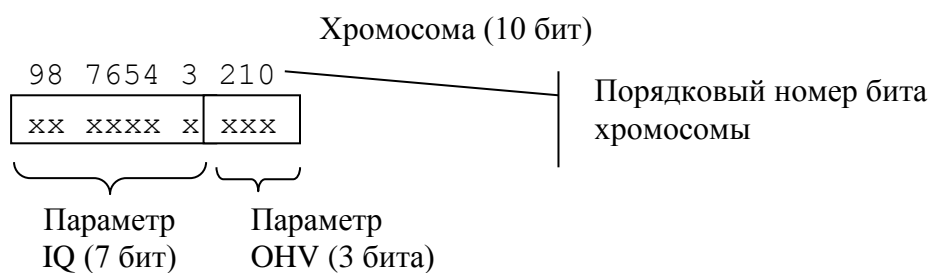 Хромосома (10 бит)
98 7654 3 210
Порядковый номер бита
хромосомы
xx xxxx x xxx
Параметр
IQ (7 бит)
Параметр
OHV (3 бита)